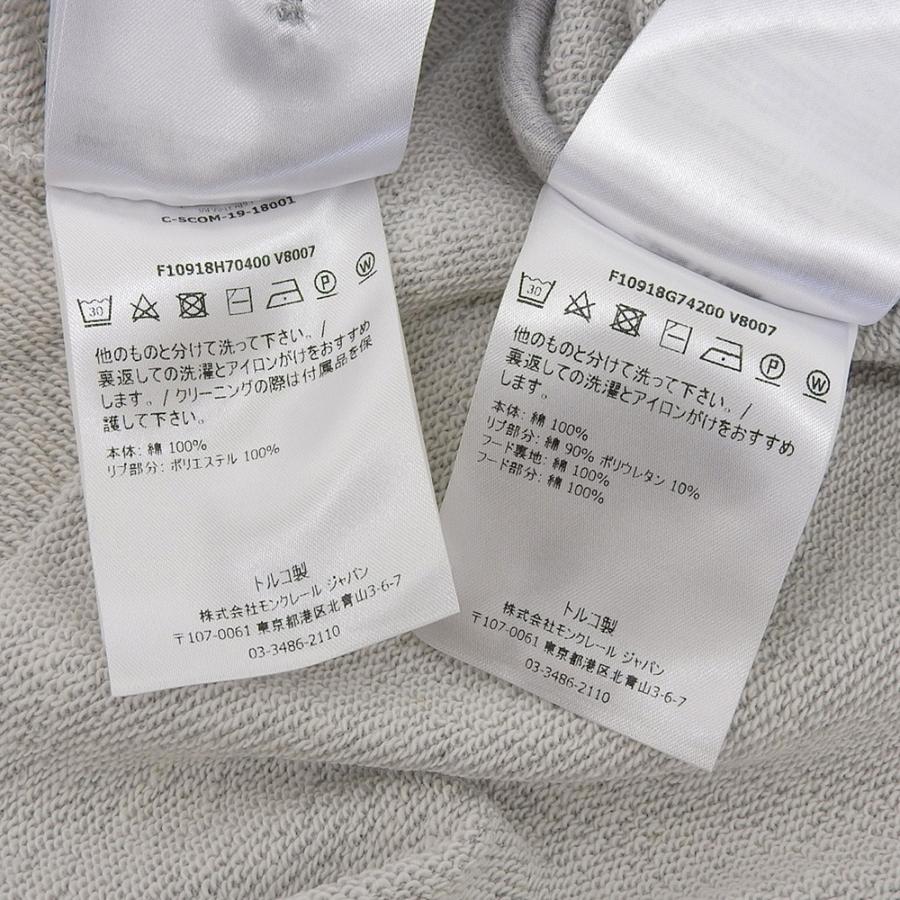 C-SCOM-19-18001
F10918H70400 V8007
30 P W
他のものと分けて洗って下さい。/
裏返しての洗濯とアイロンがけをおすすめ
します。/ クリーニングの際は付属品を保
護して下さい。
本体: 綿 100%
リブ部分: ポリエステル 100%
トルコ製
株式会社モンクレール ジャパン
〒107-0061 東京都港区北青山3-6-7
03-3486-2110
F10918G74200 V8007
30 P W
他のものと分けて洗って下さい。/
裏返しての洗濯とアイロンがけをおすすめ
します。
本体: 綿 100%
リブ部分: 綿 90% ポリウレタン 10%
フード裏地: 綿 100%
フード部分: 綿 100%
トルコ製
株式会社モンクレール ジャパン
〒107-0061 東京都港区北青山3-6-7
03-3486-2110